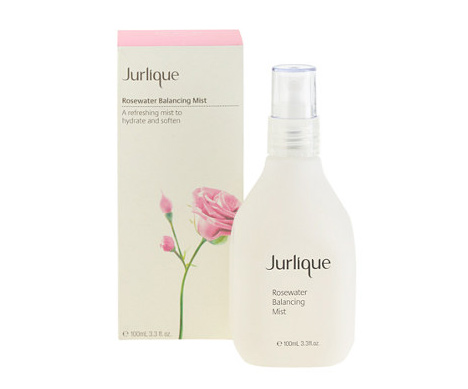 Jurlique
Rosewater Balancing Mist
A refreshing mist to
hydrate and soften
℮ 100mL 3.3 fl.oz.
Jurlique
Rosewater
Balancing
Mist
℮ 100mL 3.3fl.oz.